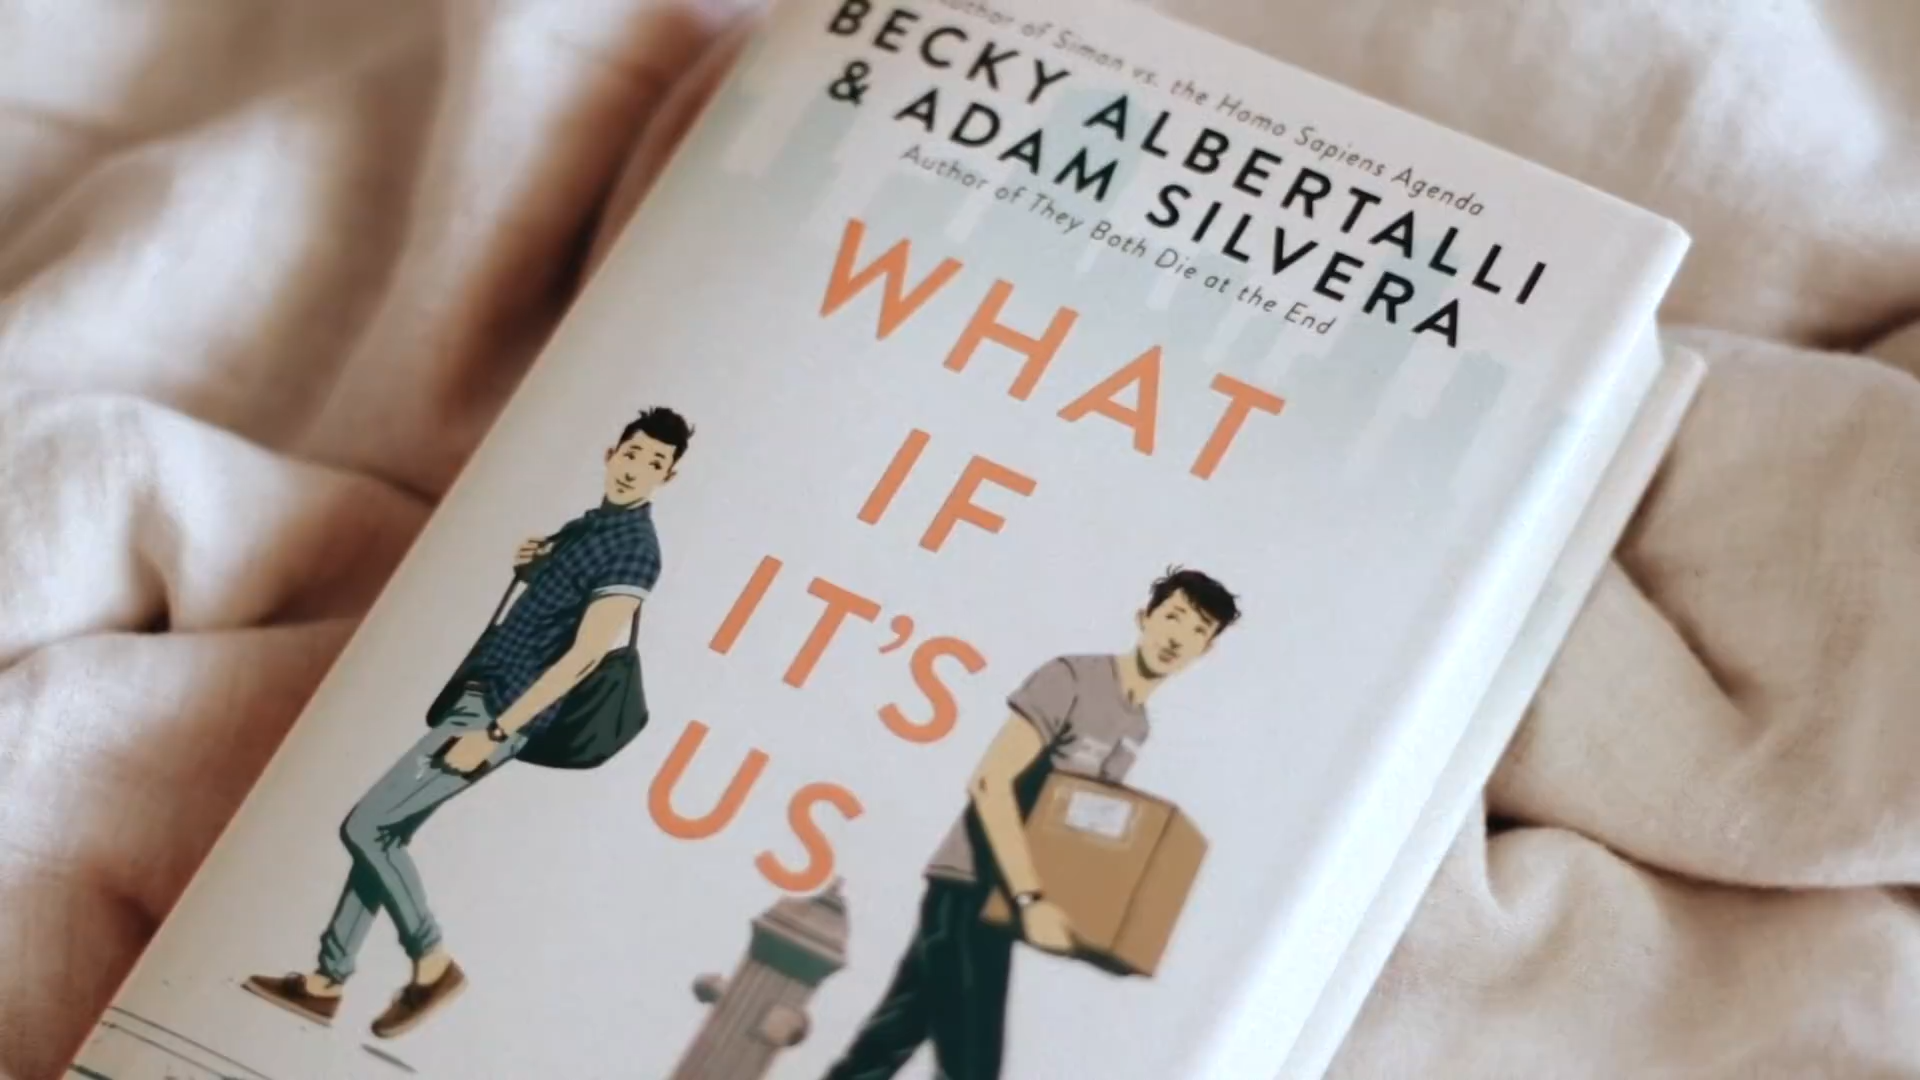 Author of Simon vs. the Homo Sapiens Agenda
BECKY ALBERTALLI
& ADAM SILVERA
Author of They Both Die at the End
WHAT
IF
IT'S
US